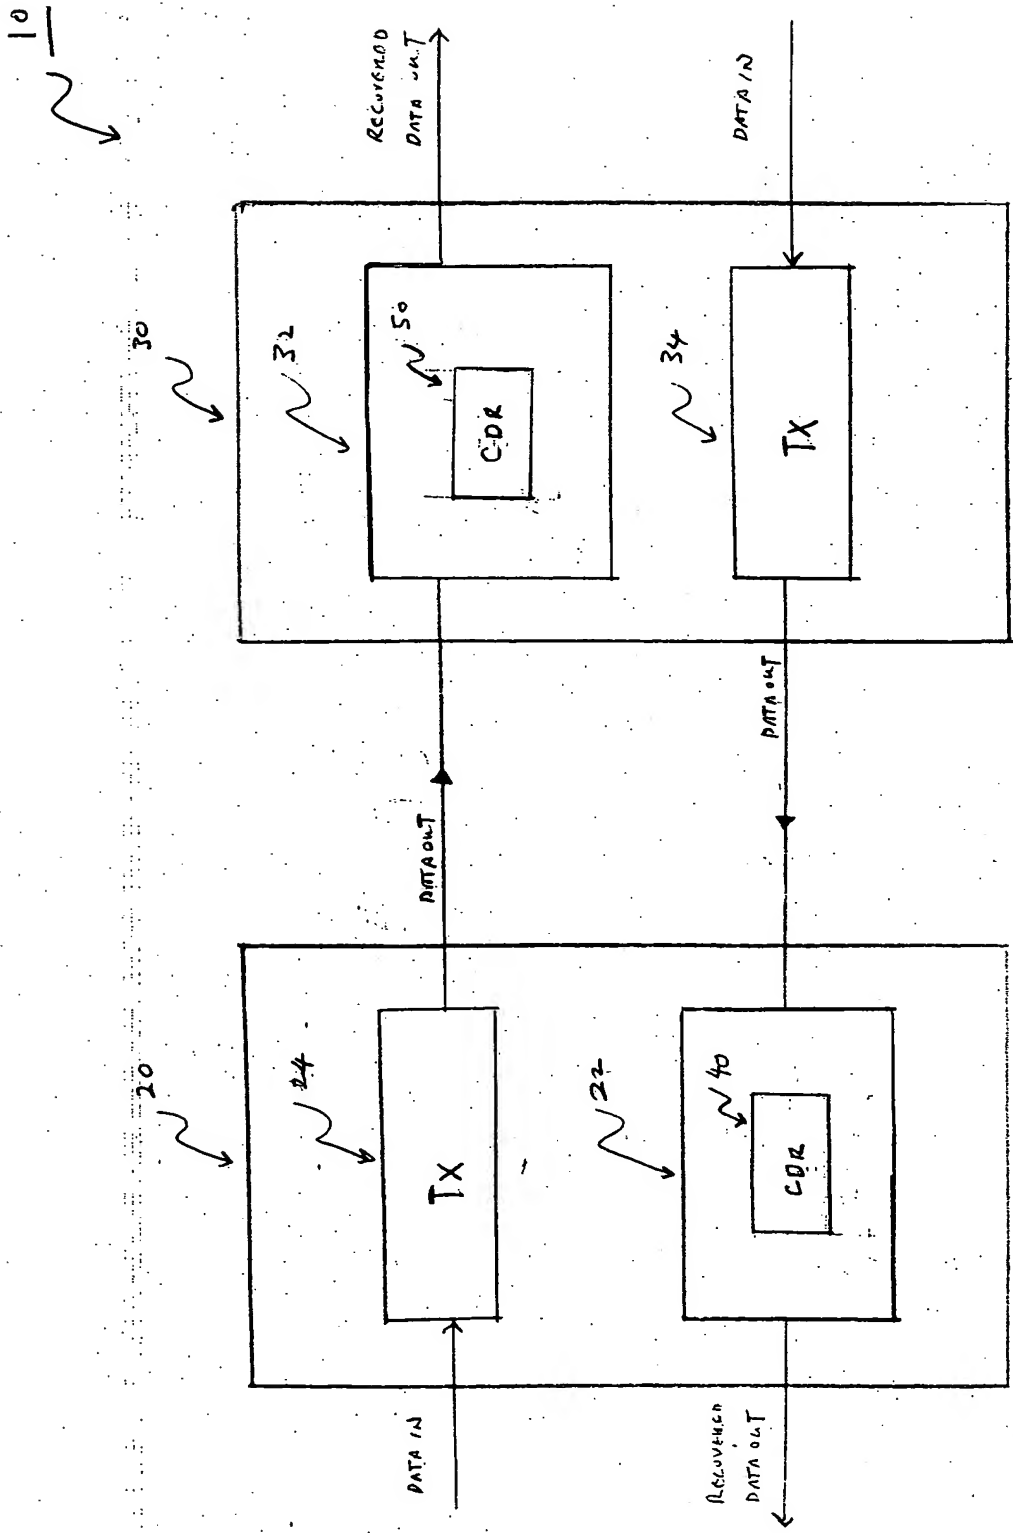 10
30
20
RECOVERED
DATA OUT
DATA IN
32
50
CDR
34
TX
DATA OUT
DATA OUT
24
TX
22
40
CDR
DATA IN
RECOVERED
DATA OUT